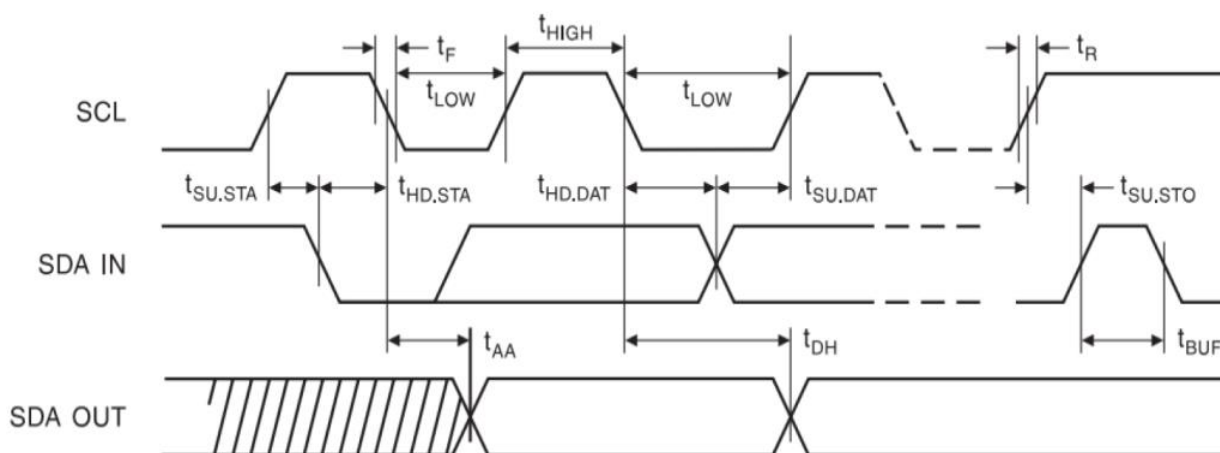 tHIGH
tF
tR
tLOW
tLOW
SCL
tSU.STA
tHD.STA
tHD.DAT
tSU.DAT
tSU.STO
SDA IN
tAA
tDH
tBUF
SDA OUT